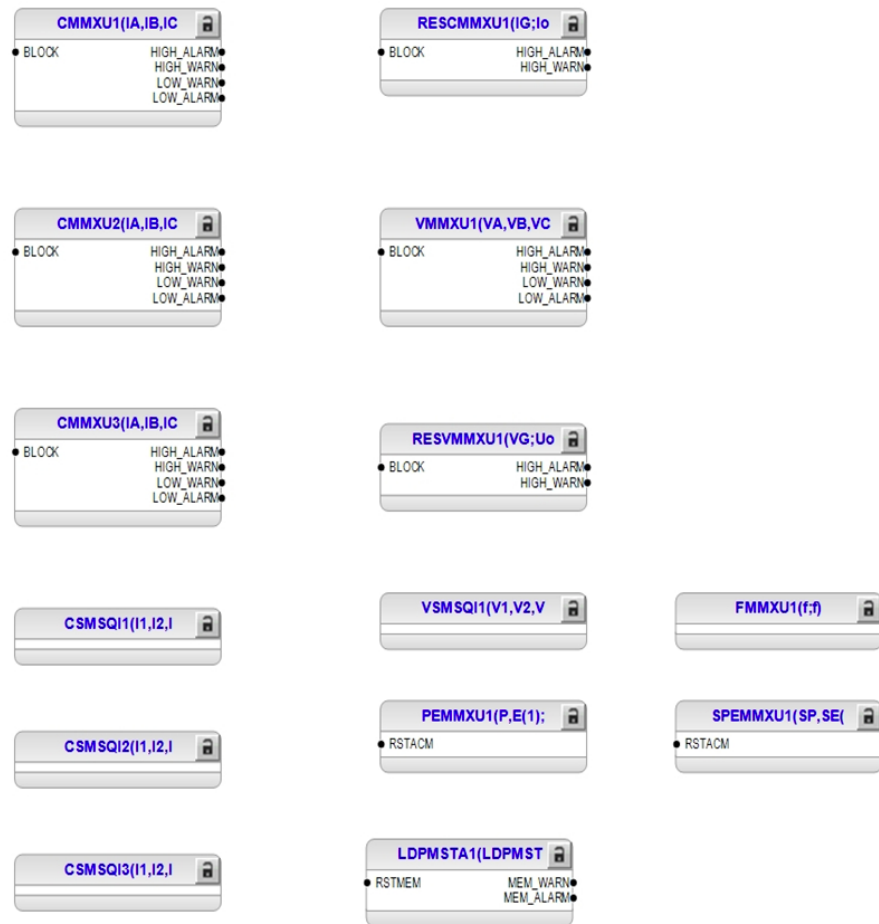 CMMXU1(IA,IB,IC
BLOCK HIGH_ALARM
HIGH_WARN
LOW_WARN
LOW_ALARM
RESCMMXU1(IG;Io
BLOCK HIGH_ALARM
HIGH_WARN
CMMXU2(IA,IB,IC
BLOCK HIGH_ALARM
HIGH_WARN
LOW_WARN
LOW_ALARM
VMMXU1(VA,VB,VC
BLOCK HIGH_ALARM
HIGH_WARN
LOW_WARN
LOW_ALARM
CMMXU3(IA,IB,IC
BLOCK HIGH_ALARM
HIGH_WARN
LOW_WARN
LOW_ALARM
RESVMMXU1(VG;Uo
BLOCK HIGH_ALARM
HIGH_WARN
CSMSQI1(I1,I2,I
VSMSQI1(V1,V2,V
FMMXU1(f;f)
CSMSQI2(I1,I2,I
PEMMXU1(P,E(1);
RSTACM
SPEMMXU1(SP,SE(
RSTACM
CSMSQI3(I1,I2,I
LDPMSTA1(LDPMST
RSTMEM MEM_WARN
MEM_ALARM